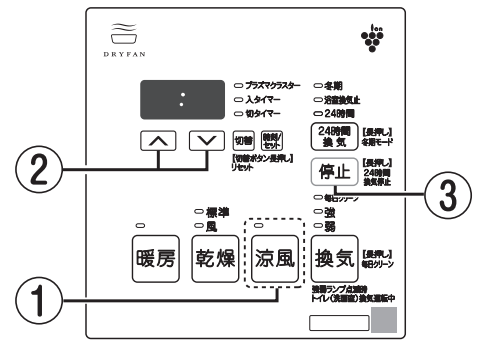 DRYFAN
プラズマクラスター
入タイマー
切タイマー
冬期
浴室換気止
24時間
切替
時刻/セット
【切替ボタン長押し】
リセット
24時間
換気
【長押し】
冬期モード
停止
【長押し】
24時間
換気停止
②
③
毎日クリーン
標準
風
強
弱
暖房
乾燥
涼風
換気
【長押し】
毎日クリーン
①
強弱ランプ点滅時
トイレ(洗面室)換気運転中